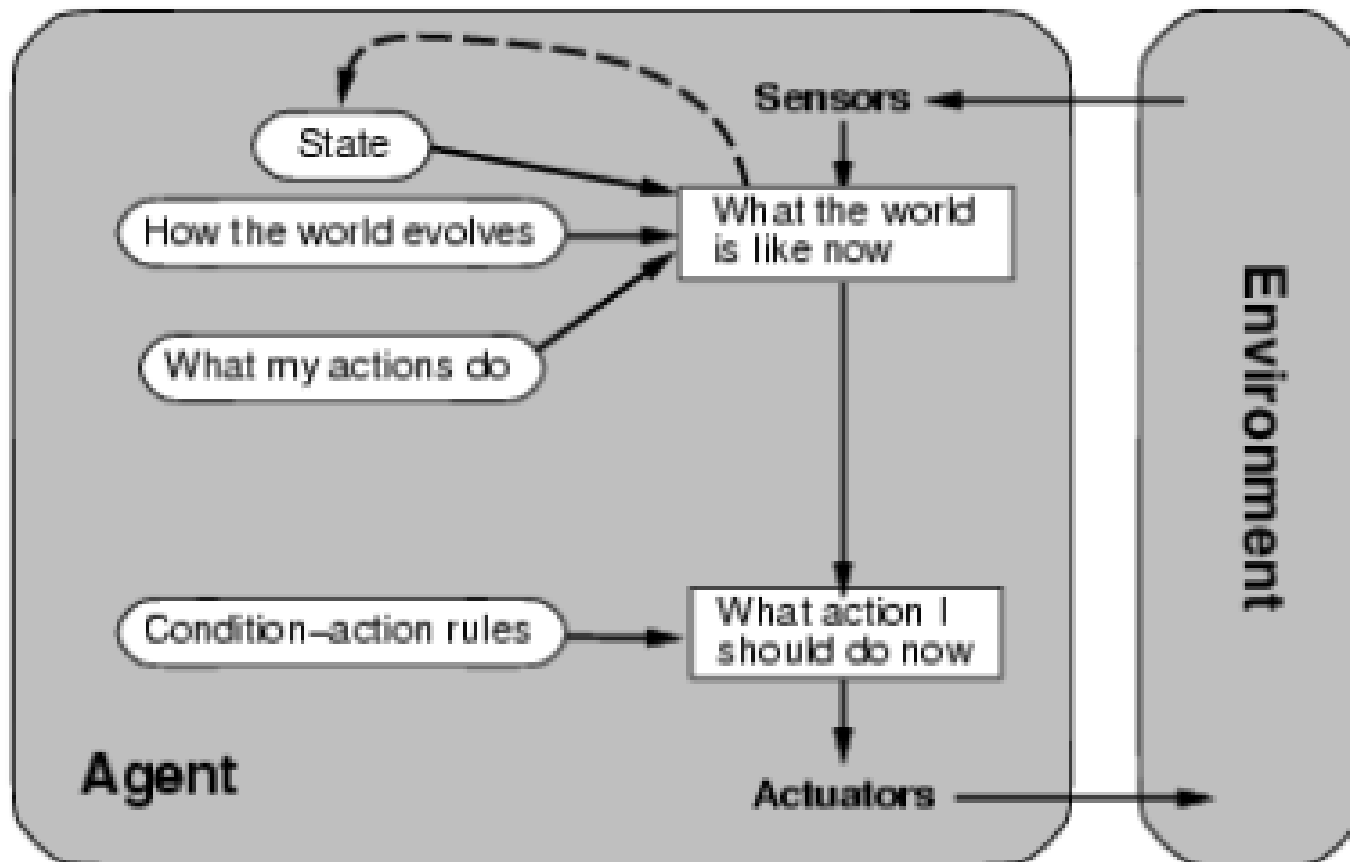 Sensors
State
What the world
is like now
How the world evolves
What my actions do
Environment
Condition–action rules
What action I
should do now
Agent
Actuators